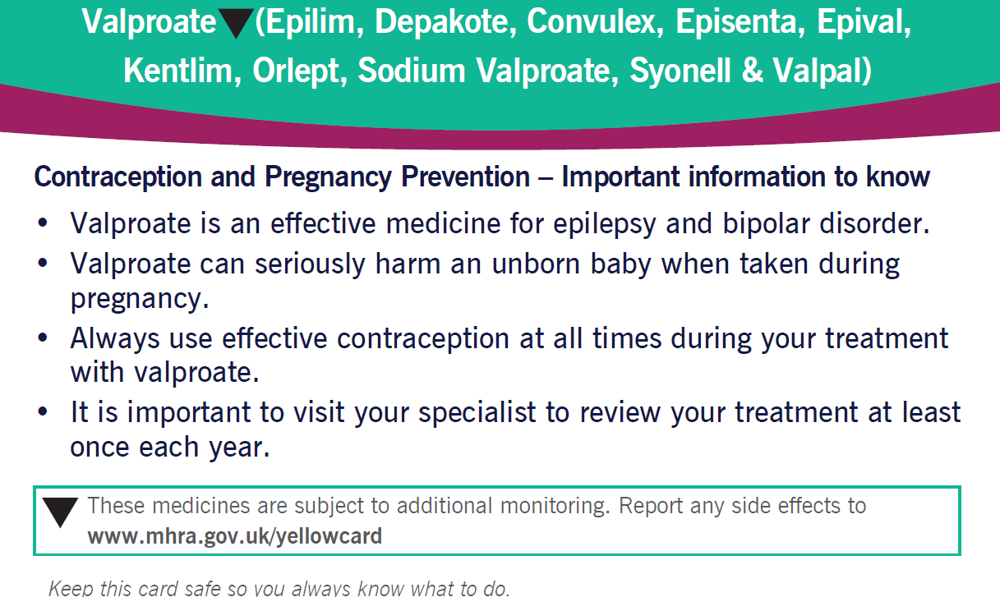 Valproate▼(Epilim, Depakote, Convulex, Episenta, Epival,
Kentlim, Orlept, Sodium Valproate, Syonell & Valpal)
Contraception and Pregnancy Prevention – Important information to know
• Valproate is an effective medicine for epilepsy and bipolar disorder.
• Valproate can seriously harm an unborn baby when taken during
pregnancy.
• Always use effective contraception at all times during your treatment
with valproate.
• It is important to visit your specialist to review your treatment at least
once each year.
▼ These medicines are subject to additional monitoring. Report any side effects to
www.mhra.gov.uk/yellowcard
Keep this card safe so you always know what to do.